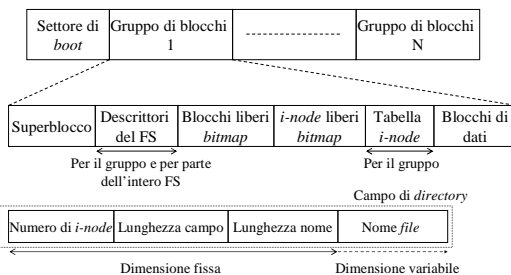 Settore di boot
Gruppo di blocchi 1
Gruppo di blocchi N
Superblocco
Descrittori del FS
Blocchi liberi bitmap
i-node liberi bitmap
Tabella i-node
Blocchi di dati
Per il gruppo e per parte dell'intero FS
Per il gruppo
Campo di directory
Numero di i-node
Lunghezza campo
Lunghezza nome
Nome file
Dimensione fissa
Dimensione variabile